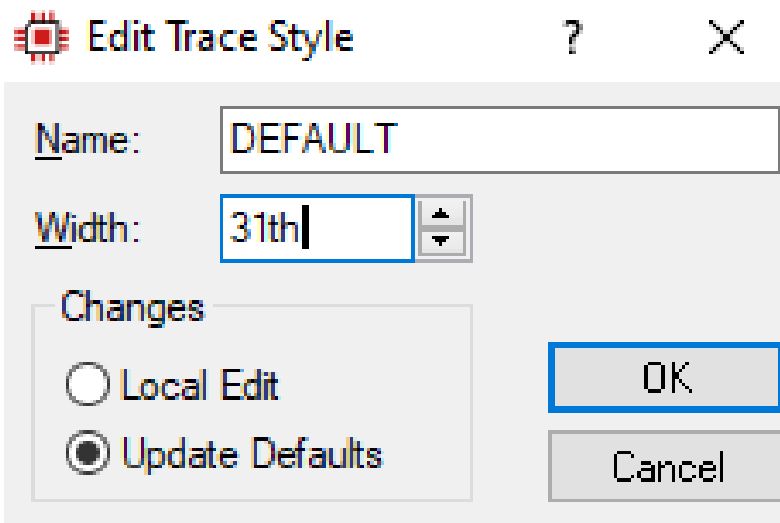 Edit Trace Style ? ×
Name: DEFAULT
Width: 31th
Changes
Local Edit
OK
Update Defaults
Cancel